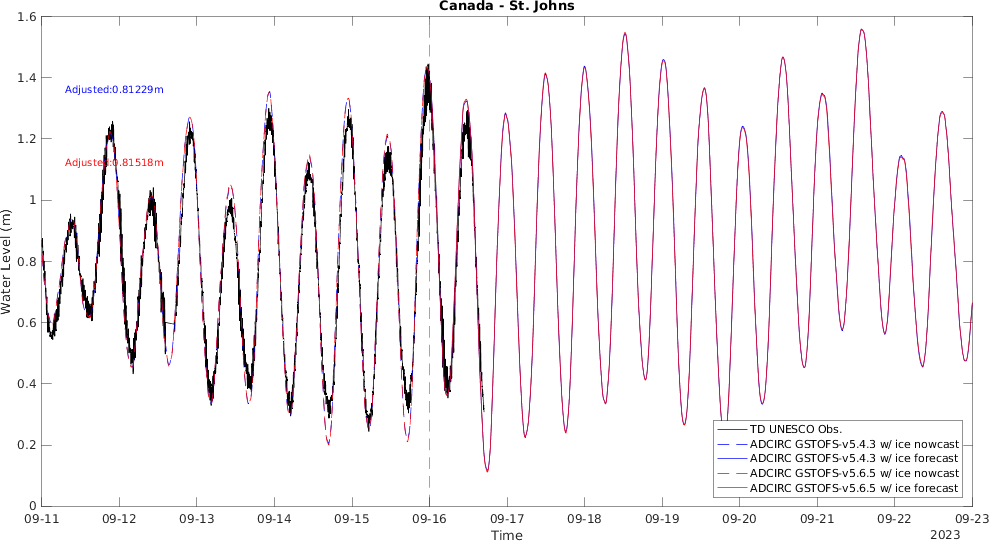 Canada - St. Johns
1.6
1.4
1.2
1
0.8
0.6
0.4
0.2
0
Water Level (m)
Adjusted:0.81229m
Adjusted:0.81518m
TD UNESCO Obs.
ADCIRC GSTOFS-v5.4.3 w/ ice nowcast
ADCIRC GSTOFS-v5.4.3 w/ ice forecast
ADCIRC GSTOFS-v5.6.5 w/ ice nowcast
ADCIRC GSTOFS-v5.6.5 w/ ice forecast
09-11 09-12 09-13 09-14 09-15 09-16 09-17 09-18 09-19 09-20 09-21 09-22 09-23
Time
2023